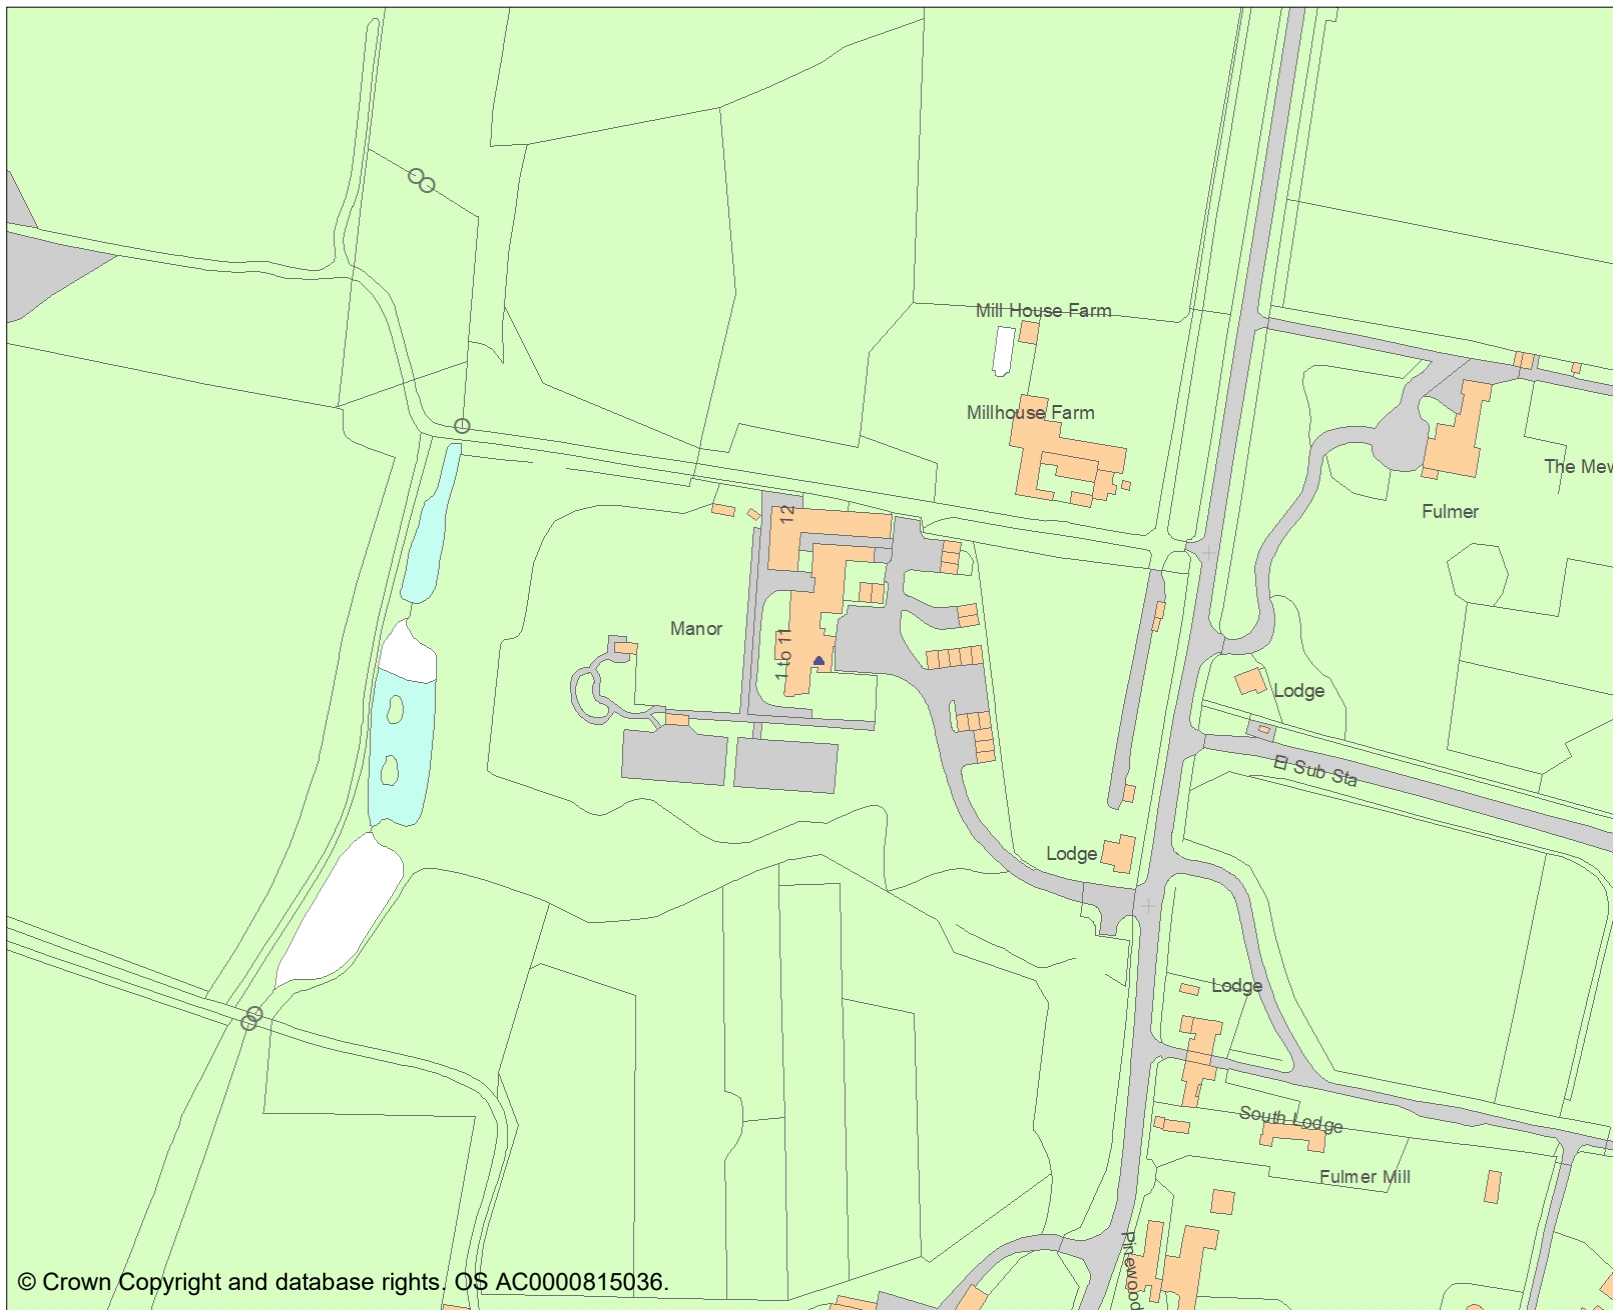 Mill House Farm
Millhouse Farm
The Mew
Fulmer
12
Manor
1 to 11
Lodge
El Sub Sta
Lodge
Lodge
South Lodge
Fulmer Mill
Pinewood
© Crown Copyright and database rights. OS AC0000815036.